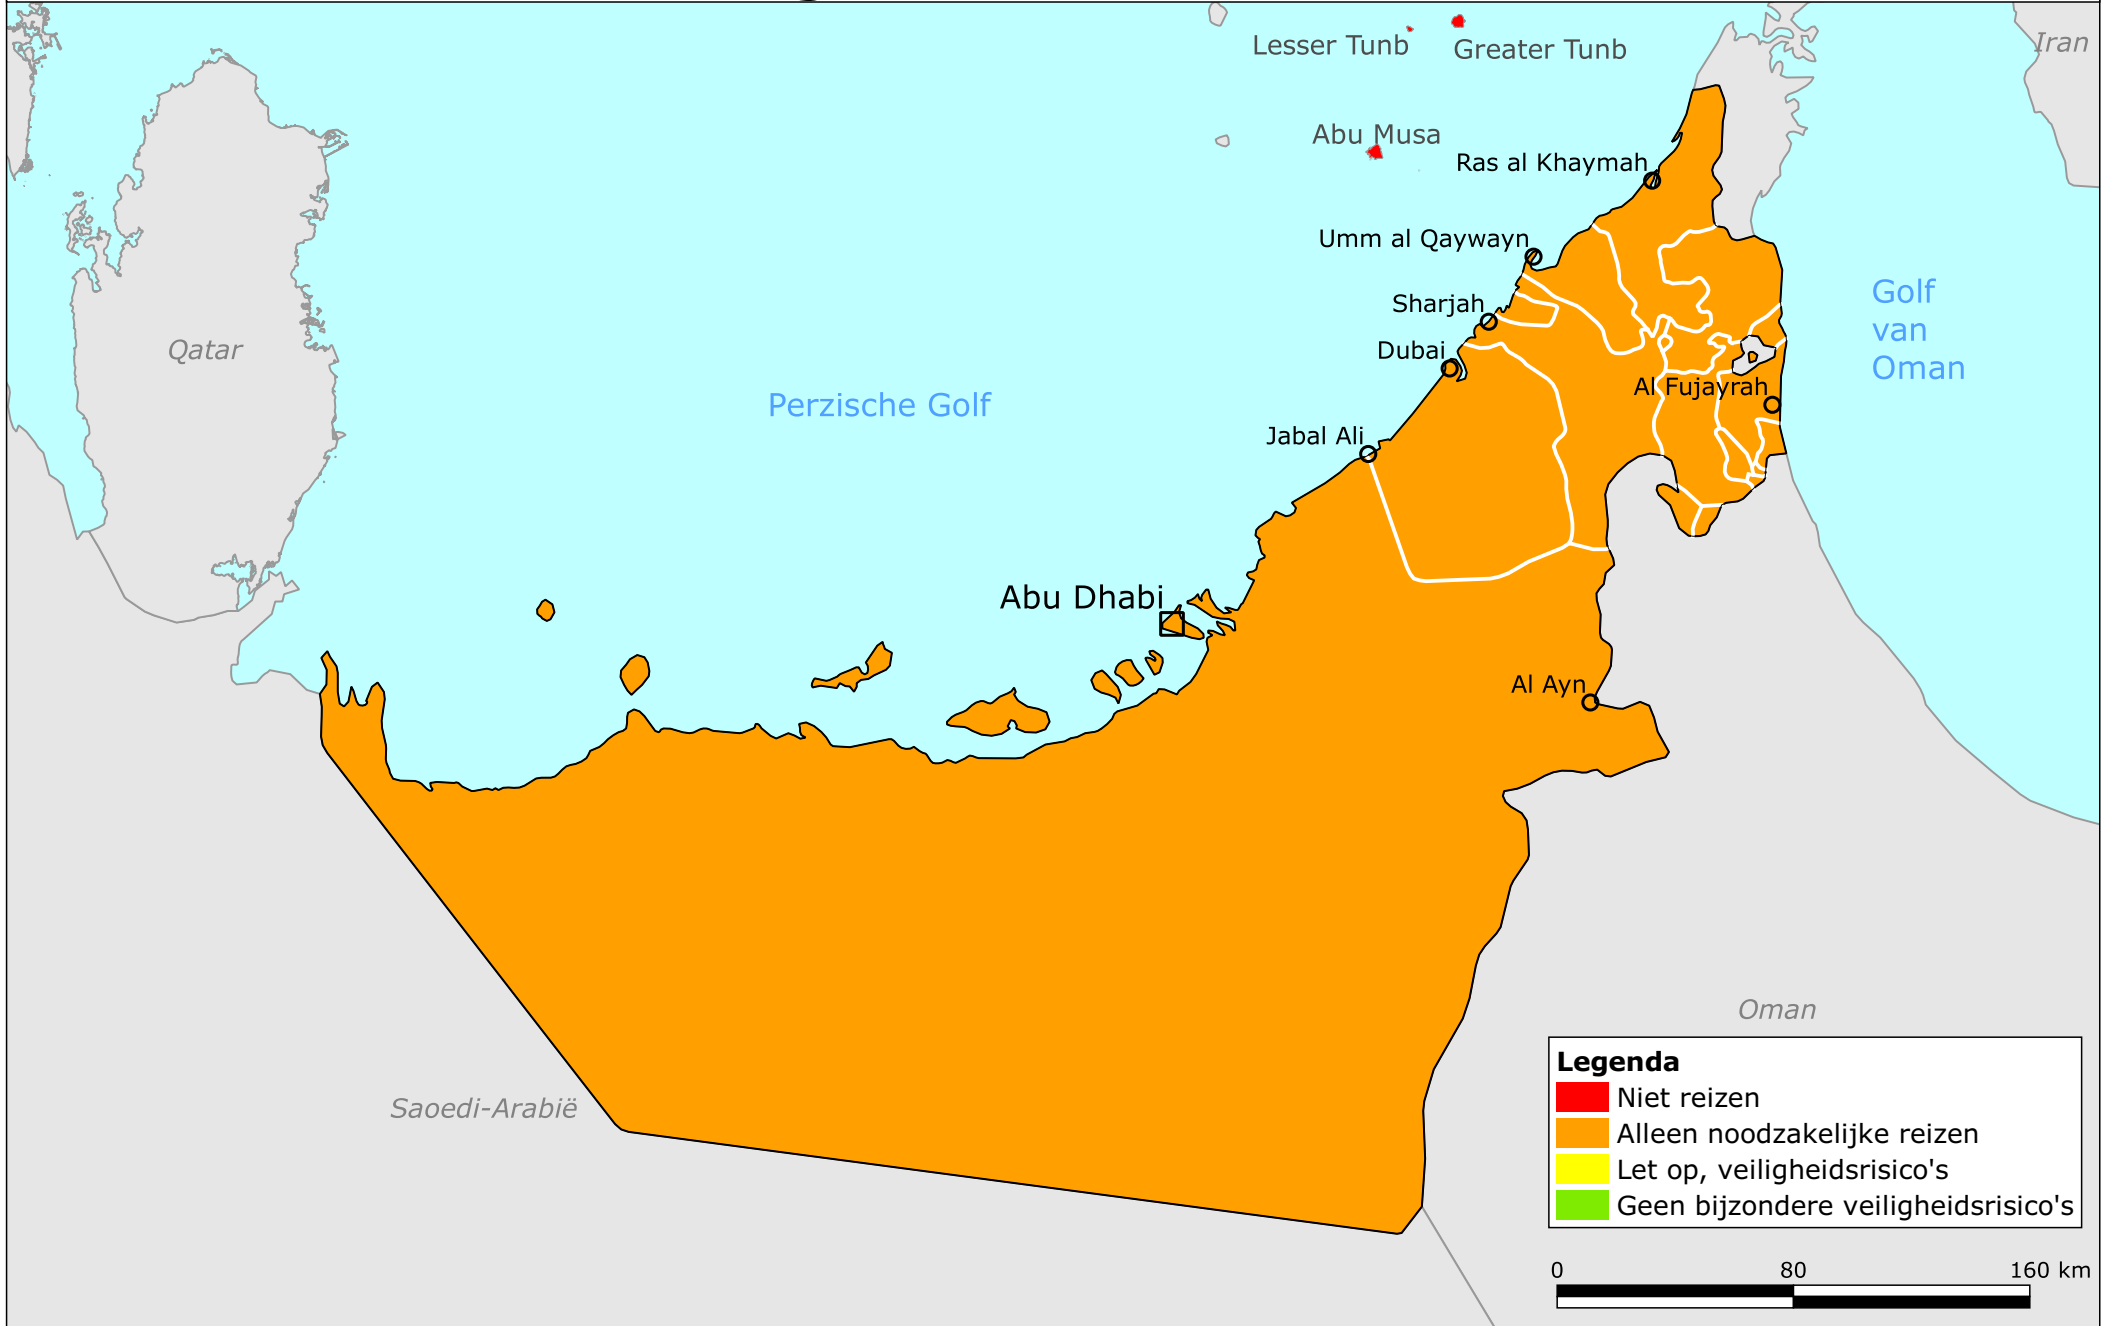 Lesser Tunb
Greater Tunb
Iran
Abu Musa
Ras al Khaymah
Umm al Qaywayn
Golf
van
Oman
Sharjah
Qatar
Dubai
Al Fujayrah
Perzische Golf
Jabal Ali
Abu Dhabi
Al Ayn
Oman
Saoedi-Arabië
Legenda
Niet reizen
Alleen noodzakelijke reizen
Let op, veiligheidsrisico's
Geen bijzondere veiligheidsrisico's
0 80 160 km